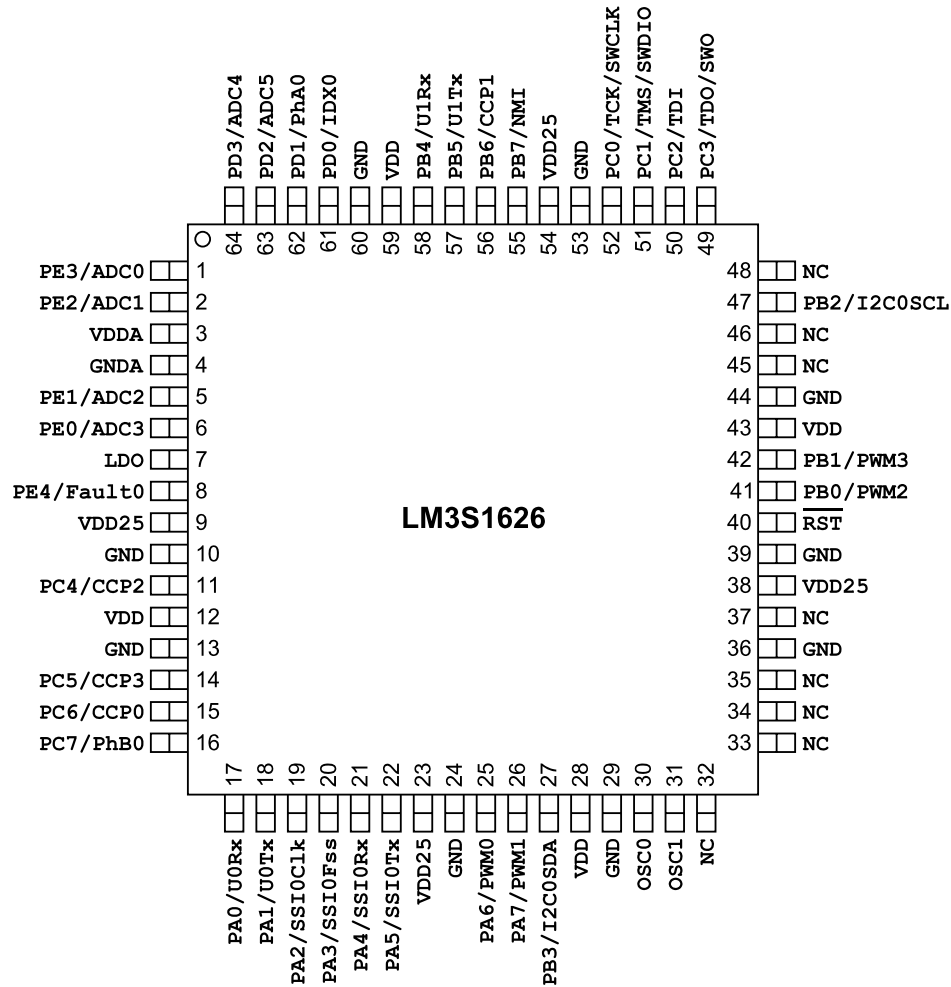 PD3/ADC4
PD2/ADC5
PD1/PhA0
PD0/IDX0
GND
VDD
PB4/U1Rx
PB5/U1Tx
PB6/CCP1
PB7/NMI
VDD25
GND
PC0/TCK/SWCLK
PC1/TMS/SWDIO
PC2/TDI
PC3/TDO/SWO
64
63
62
61
60
59
58
57
56
55
54
53
52
51
50
49
PE3/ADC0 1
PE2/ADC1 2
VDDA 3
GNDA 4
PE1/ADC2 5
PE0/ADC3 6
LDO 7
PE4/Fault0 8
VDD25 9
GND 10
PC4/CCP2 11
VDD 12
GND 13
PC5/CCP3 14
PC6/CCP0 15
PC7/PhB0 16
LM3S1626
48 NC
47 PB2/I2C0SCL
46 NC
45 NC
44 GND
43 VDD
42 PB1/PWM3
41 PB0/PWM2
40 RST
39 GND
38 VDD25
37 NC
36 GND
35 NC
34 NC
33 NC
17
18
19
20
21
22
23
24
25
26
27
28
29
30
31
32
PA0/U0Rx
PA1/U0Tx
PA2/SSI0Clk
PA3/SSI0Fss
PA4/SSI0Rx
PA5/SSI0Tx
VDD25
GND
PA6/PWM0
PA7/PWM1
PB3/I2C0SDA
VDD
GND
OSC0
OSC1
NC